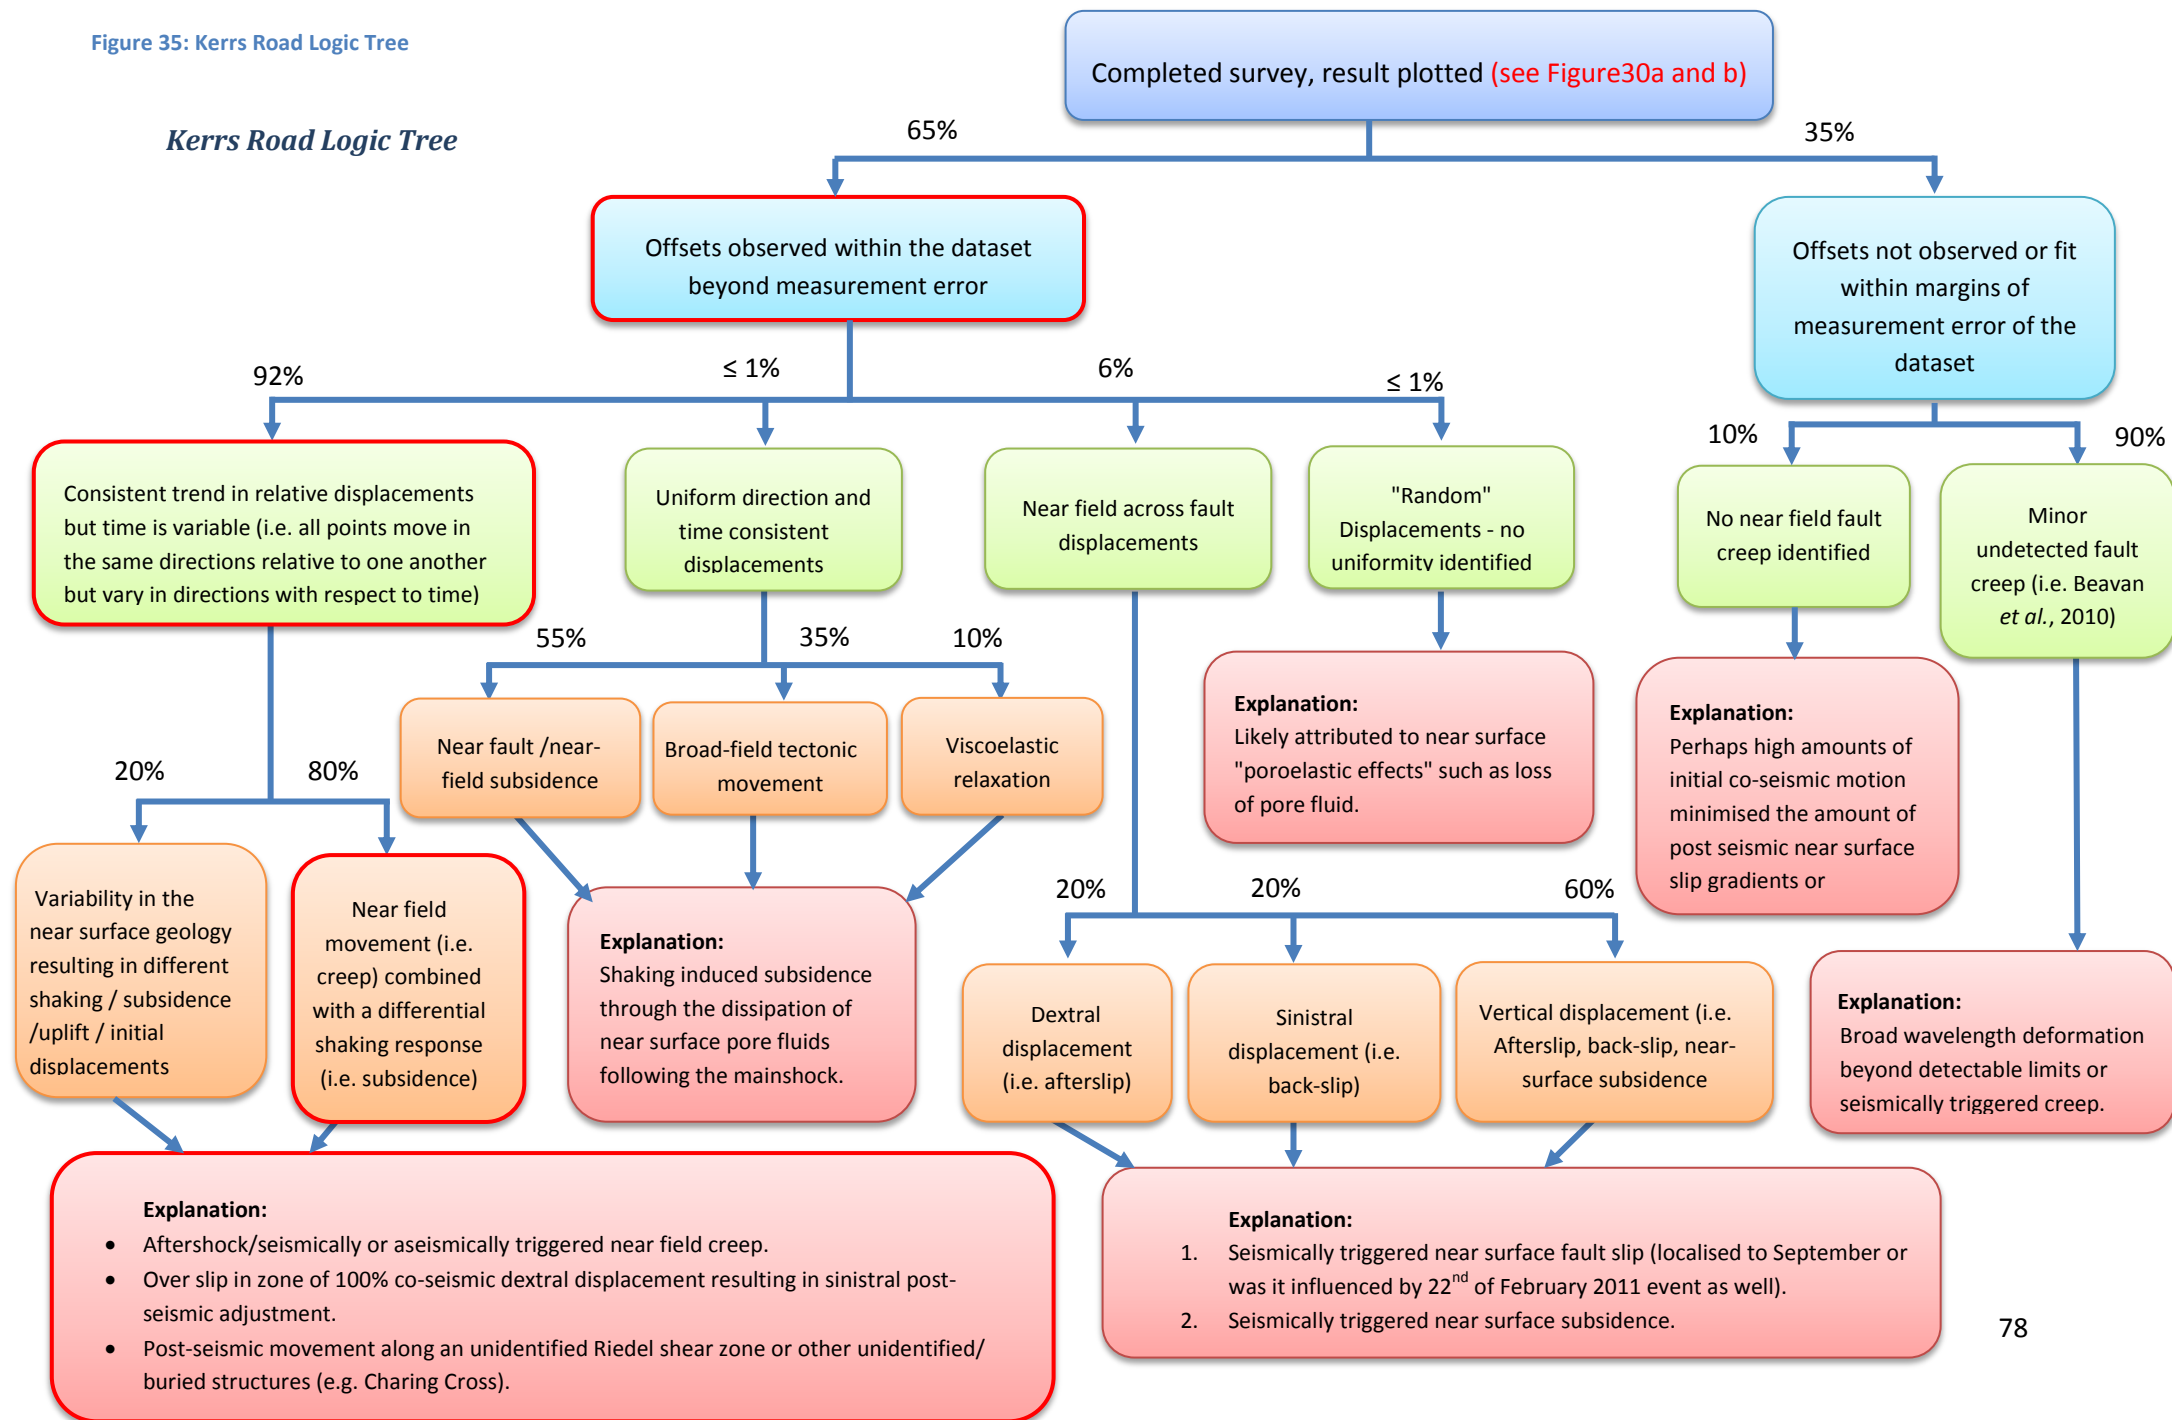 Figure 35: Kerrs Road Logic Tree
Kerrs Road Logic Tree
Completed survey, result plotted (see Figure30a and b)
65%
35%
Offsets observed within the dataset
beyond measurement error
Offsets not observed or fit
within margins of
measurement error of the
dataset
92%
≤ 1%
6%
≤ 1%
10%
90%
Consistent trend in relative displacements
but time is variable (i.e. all points move in
the same directions relative to one another
but vary in directions with respect to time)
Uniform direction and
time consistent
displacements
Near field across fault
displacements
"Random"
Displacements - no
uniformity identified
No near field fault
creep identified
Minor
undetected fault
creep (i.e. Beavan
et al., 2010)
55%
35%
10%
Near fault /near-
field subsidence
Broad-field tectonic
movement
Viscoelastic
relaxation
Explanation:
Likely attributed to near surface
"poroelastic effects" such as loss
of pore fluid.
Explanation:
Perhaps high amounts of
initial co-seismic motion
minimised the amount of
post seismic near surface
slip gradients or
20%
80%
Variability in the
near surface geology
resulting in different
shaking / subsidence
/uplift / initial
displacements
Near field
movement (i.e.
creep) combined
with a differential
shaking response
(i.e. subsidence)
Explanation:
Shaking induced subsidence
through the dissipation of
near surface pore fluids
following the mainshock.
20%
20%
60%
Dextral
displacement
(i.e. afterslip)
Sinistral
displacement (i.e.
back-slip)
Vertical displacement (i.e.
Afterslip, back-slip, near-
surface subsidence
Explanation:
Broad wavelength deformation
beyond detectable limits or
seismically triggered creep.
Explanation:
• Aftershock/seismically or aseismically triggered near field creep.
• Over slip in zone of 100% co-seismic dextral displacement resulting in sinistral post-
seismic adjustment.
• Post-seismic movement along an unidentified Riedel shear zone or other unidentified/
buried structures (e.g. Charing Cross).
Explanation:
1. Seismically triggered near surface fault slip (localised to September or
was it influenced by 22nd of February 2011 event as well).
2. Seismically triggered near surface subsidence.
78